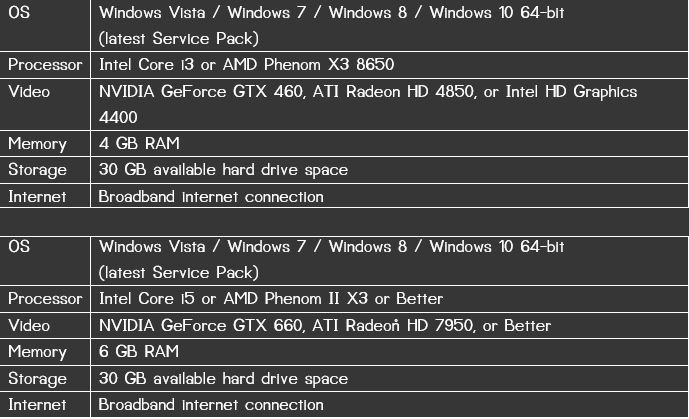 OS Windows Vista / Windows 7 / Windows 8 / Windows 10 64-bit
(latest Service Pack)
Processor Intel Core i3 or AMD Phenom X3 8650
Video NVIDIA GeForce GTX 460, ATI Radeon HD 4850, or Intel HD Graphics
4400
Memory 4 GB RAM
Storage 30 GB available hard drive space
Internet Broadband internet connection
OS Windows Vista / Windows 7 / Windows 8 / Windows 10 64-bit
(latest Service Pack)
Processor Intel Core i5 or AMD Phenom II X3 or Better
Video NVIDIA GeForce GTX 660, ATI Radeon HD 7950, or Better
Memory 6 GB RAM
Storage 30 GB available hard drive space
Internet Broadband internet connection